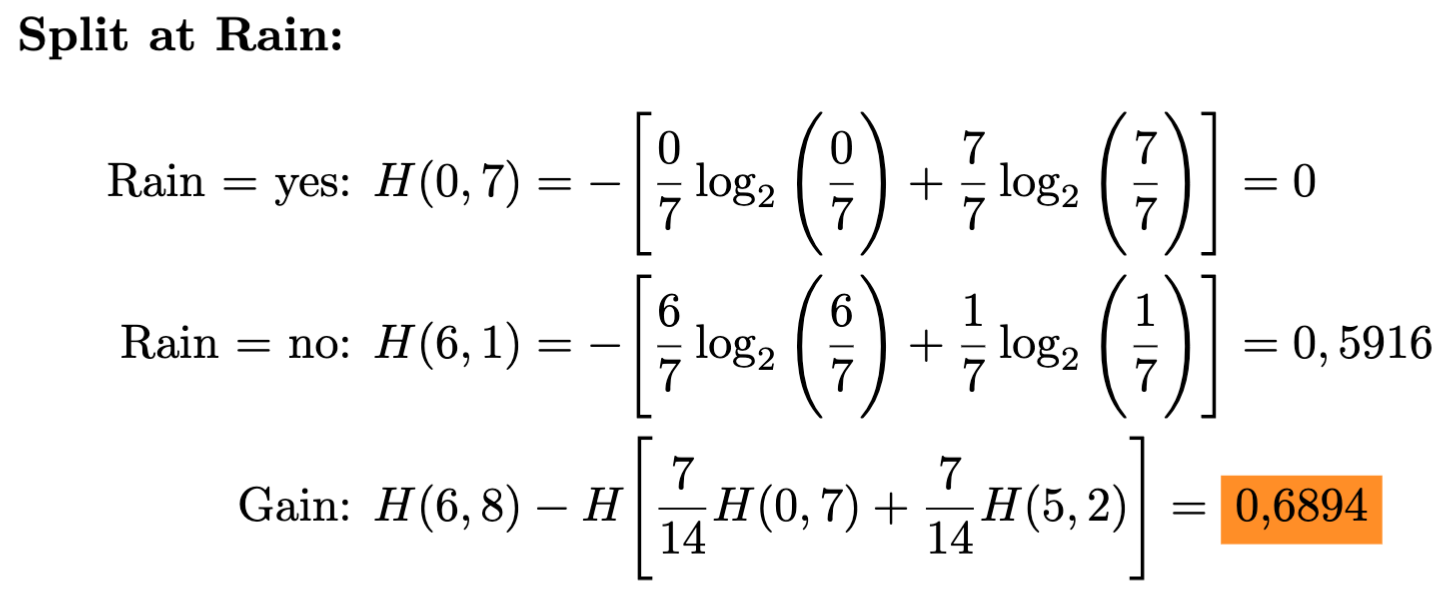 Split at Rain:
Rain = yes: H(0, 7) = −[0/7 log₂(0/7) + 7/7 log₂(7/7)] = 0
Rain = no: H(6, 1) = −[6/7 log₂(6/7) + 1/7 log₂(1/7)] = 0, 5916
Gain: H(6, 8) − H[7/14 H(0, 7) + 7/14 H(5, 2)] = 0,6894